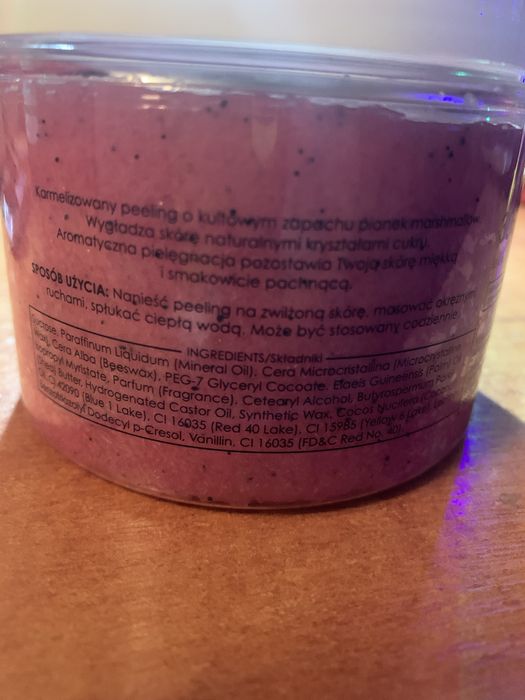 Karmelizowany peeling o kultowym zapachu pianek marshmallow.
Wygładza skórę naturalnymi kryształami cukru.
Aromatyczna pielęgnacja pozostawia Twoją skórę miękką
i smakowicie pachnącą.
SPOSÓB UŻYCIA: Nanieść peeling na zwilżoną skórę, masować okrężnymi
ruchami, spłukać ciepłą wodą. Może być stosowany codziennie.
INGREDIENTS/Składniki
Sucrose, Paraffinum Liquidum (Mineral Oil), Cera Microcristallina (Microcrystalline
Wax), Cera Alba (Beeswax), PEG-7 Glyceryl Cocoate, Elaeis Guineensis (Palm) Oil,
Isopropyl Myristate, Parfum (Fragrance), Cetearyl Alcohol, Butyrospermum Parkii
(Shea) Butter, Hydrogenated Castor Oil, Synthetic Wax, Cocos Nucifera
CI 42090 (Blue 1 Lake), CI 16035 (Red 40 Lake), CI 15985 (Yellow 6 Lake),
Dodecyl p-Cresol, Vanillin, CI 16035 (FD&C Red No. 40).